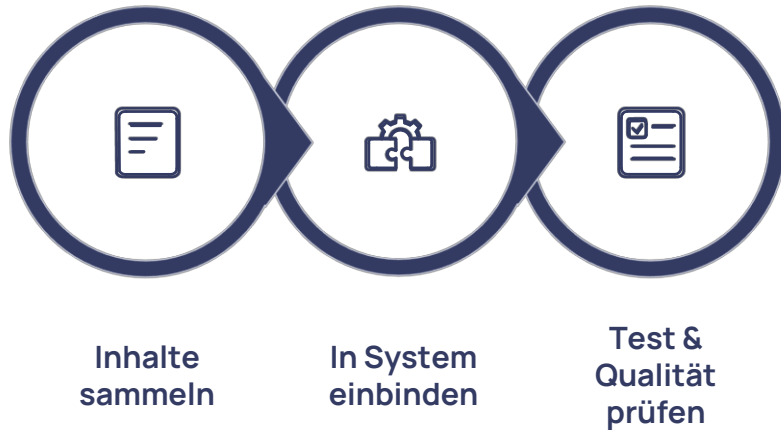 Inhalte
sammeln
In System
einbinden
Test &
Qualität
prüfen